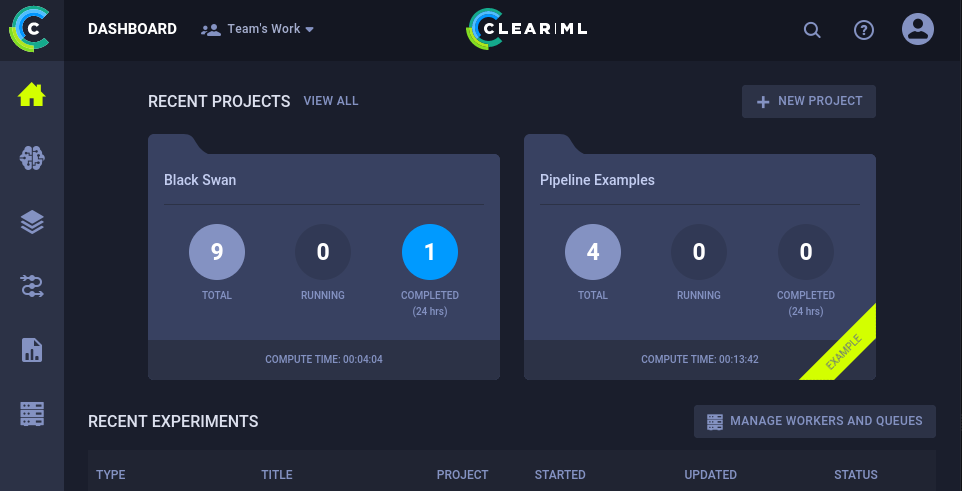 DASHBOARD
Team's Work
CLEAR|ML
RECENT PROJECTS
VIEW ALL
NEW PROJECT
Black Swan
9
0
1
TOTAL
RUNNING
COMPLETED
(24 hrs)
COMPUTE TIME: 00:04:04
Pipeline Examples
4
0
0
TOTAL
RUNNING
COMPLETED
(24 hrs)
COMPUTE TIME: 00:13:42
EXAMPLE
RECENT EXPERIMENTS
MANAGE WORKERS AND QUEUES
TYPE TITLE PROJECT STARTED UPDATED STATUS